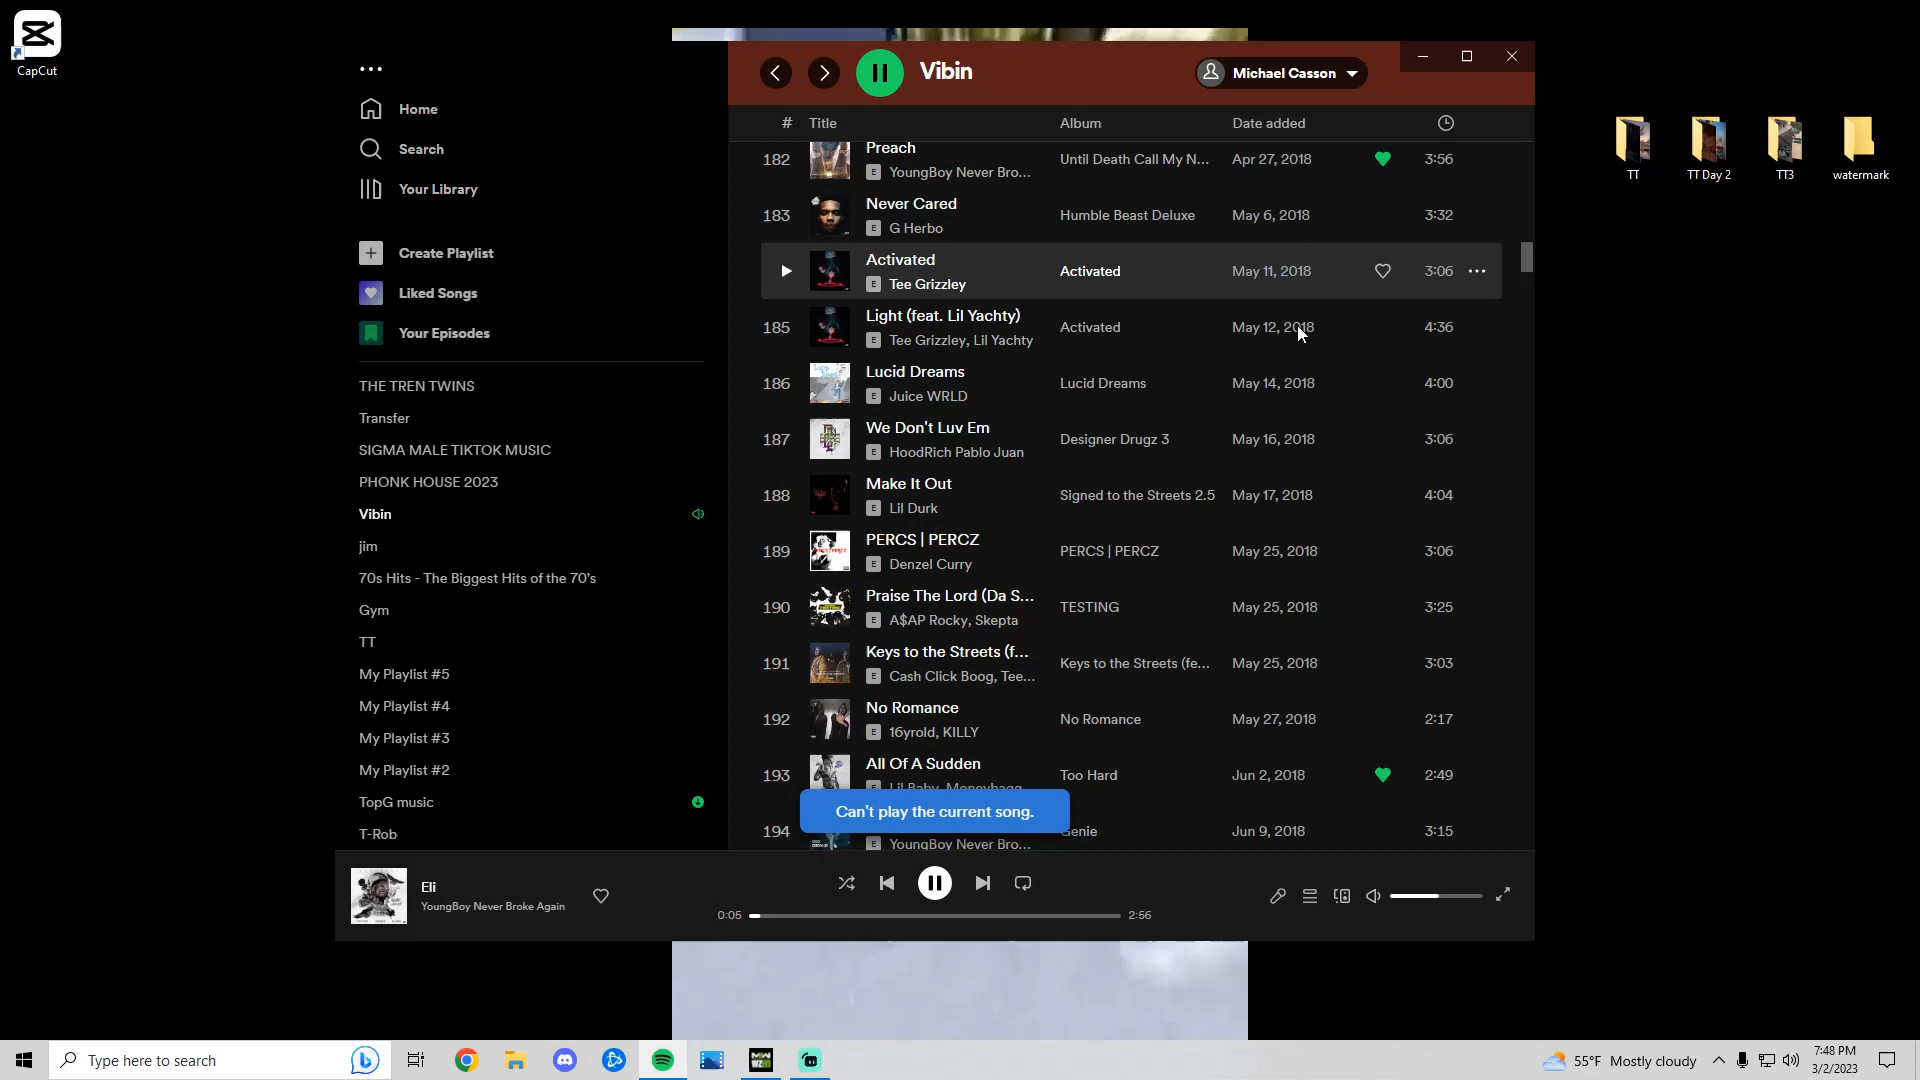 CapCut
Home
Search
Your Library
Create Playlist
Liked Songs
Your Episodes
THE TREN TWINS
Transfer
SIGMA MALE TIKTOK MUSIC
PHONK HOUSE 2023
Vibin
jim
70s Hits - The Biggest Hits of the 70's
Gym
TT
My Playlist #5
My Playlist #4
My Playlist #3
My Playlist #2
TopG music
T-Rob
Vibin
Michael Casson
# Title Album Date added
182 Preach Until Death Call My N... Apr 27, 2018 3:56
E YoungBoy Never Bro...
183 Never Cared Humble Beast Deluxe May 6, 2018 3:32
E G Herbo
Activated Activated May 11, 2018 3:06
E Tee Grizzley
185 Light (feat. Lil Yachty) Activated May 12, 2018 4:36
E Tee Grizzley, Lil Yachty
186 Lucid Dreams Lucid Dreams May 14, 2018 4:00
E Juice WRLD
187 We Don't Luv Em Designer Drugz 3 May 16, 2018 3:06
E HoodRich Pablo Juan
188 Make It Out Signed to the Streets 2.5 May 17, 2018 4:04
E Lil Durk
189 PERCS | PERCZ PERCS | PERCZ May 25, 2018 3:06
E Denzel Curry
190 Praise The Lord (Da S... TESTING May 25, 2018 3:25
E A$AP Rocky, Skepta
191 Keys to the Streets (f... Keys to the Streets (fe... May 25, 2018 3:03
E Cash Click Boog, Tee...
192 No Romance No Romance May 27, 2018 2:17
E 16yrold, KILLY
193 All Of A Sudden Too Hard Jun 2, 2018 2:49
E Lil Baby, Moneybagg
Can't play the current song.
194 Genie Jun 9, 2018 3:15
E YoungBoy Never Bro...
Eli
YoungBoy Never Broke Again
0:05 2:56
TT
TT Day 2
TT3
watermark
Type here to search
55°F Mostly cloudy
7:48 PM
3/2/2023